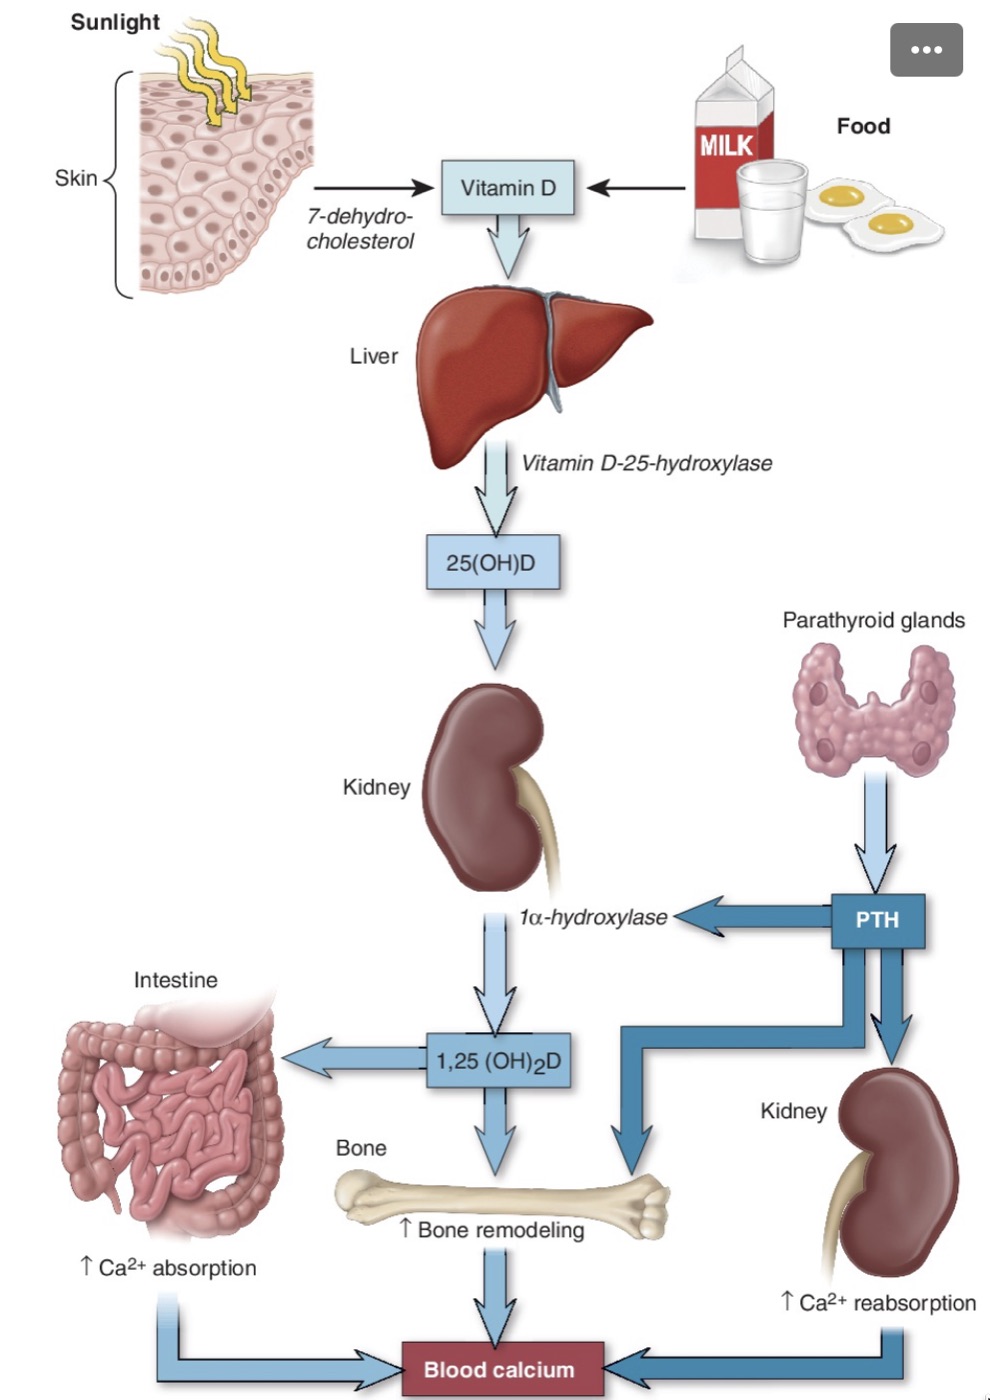 Sunlight
Skin
7-dehydro-
cholesterol
Vitamin D
MILK
Food
Liver
Vitamin D-25-hydroxylase
25(OH)D
Parathyroid glands
Kidney
1α-hydroxylase
PTH
Intestine
1,25 (OH)₂D
Kidney
Bone
↑ Bone remodeling
↑ Ca²⁺ absorption
↑ Ca²⁺ reabsorption
Blood calcium